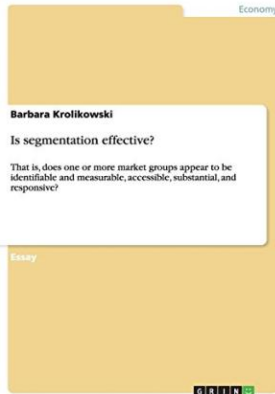 Economy
Barbara Krolikowski
Is segmentation effective?
That is, does one or more market groups appear to be
identifiable and measurable, accessible, substantial, and
responsive?
Essay
GRIN